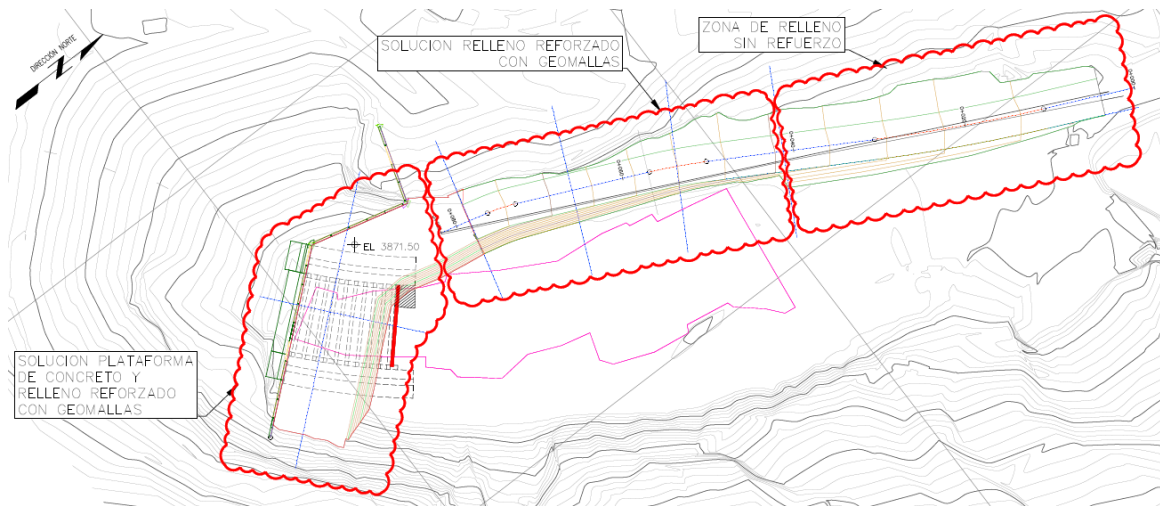 DIRECCIÓN NORTE
SOLUCION RELLENO REFORZADO
CON GEOMALLAS
ZONA DE RELLENO
SIN REFUERZO
EL 3871.50
SOLUCION PLATAFORMA
DE CONCRETO Y
RELLENO REFORZADO
CON GEOMALLAS